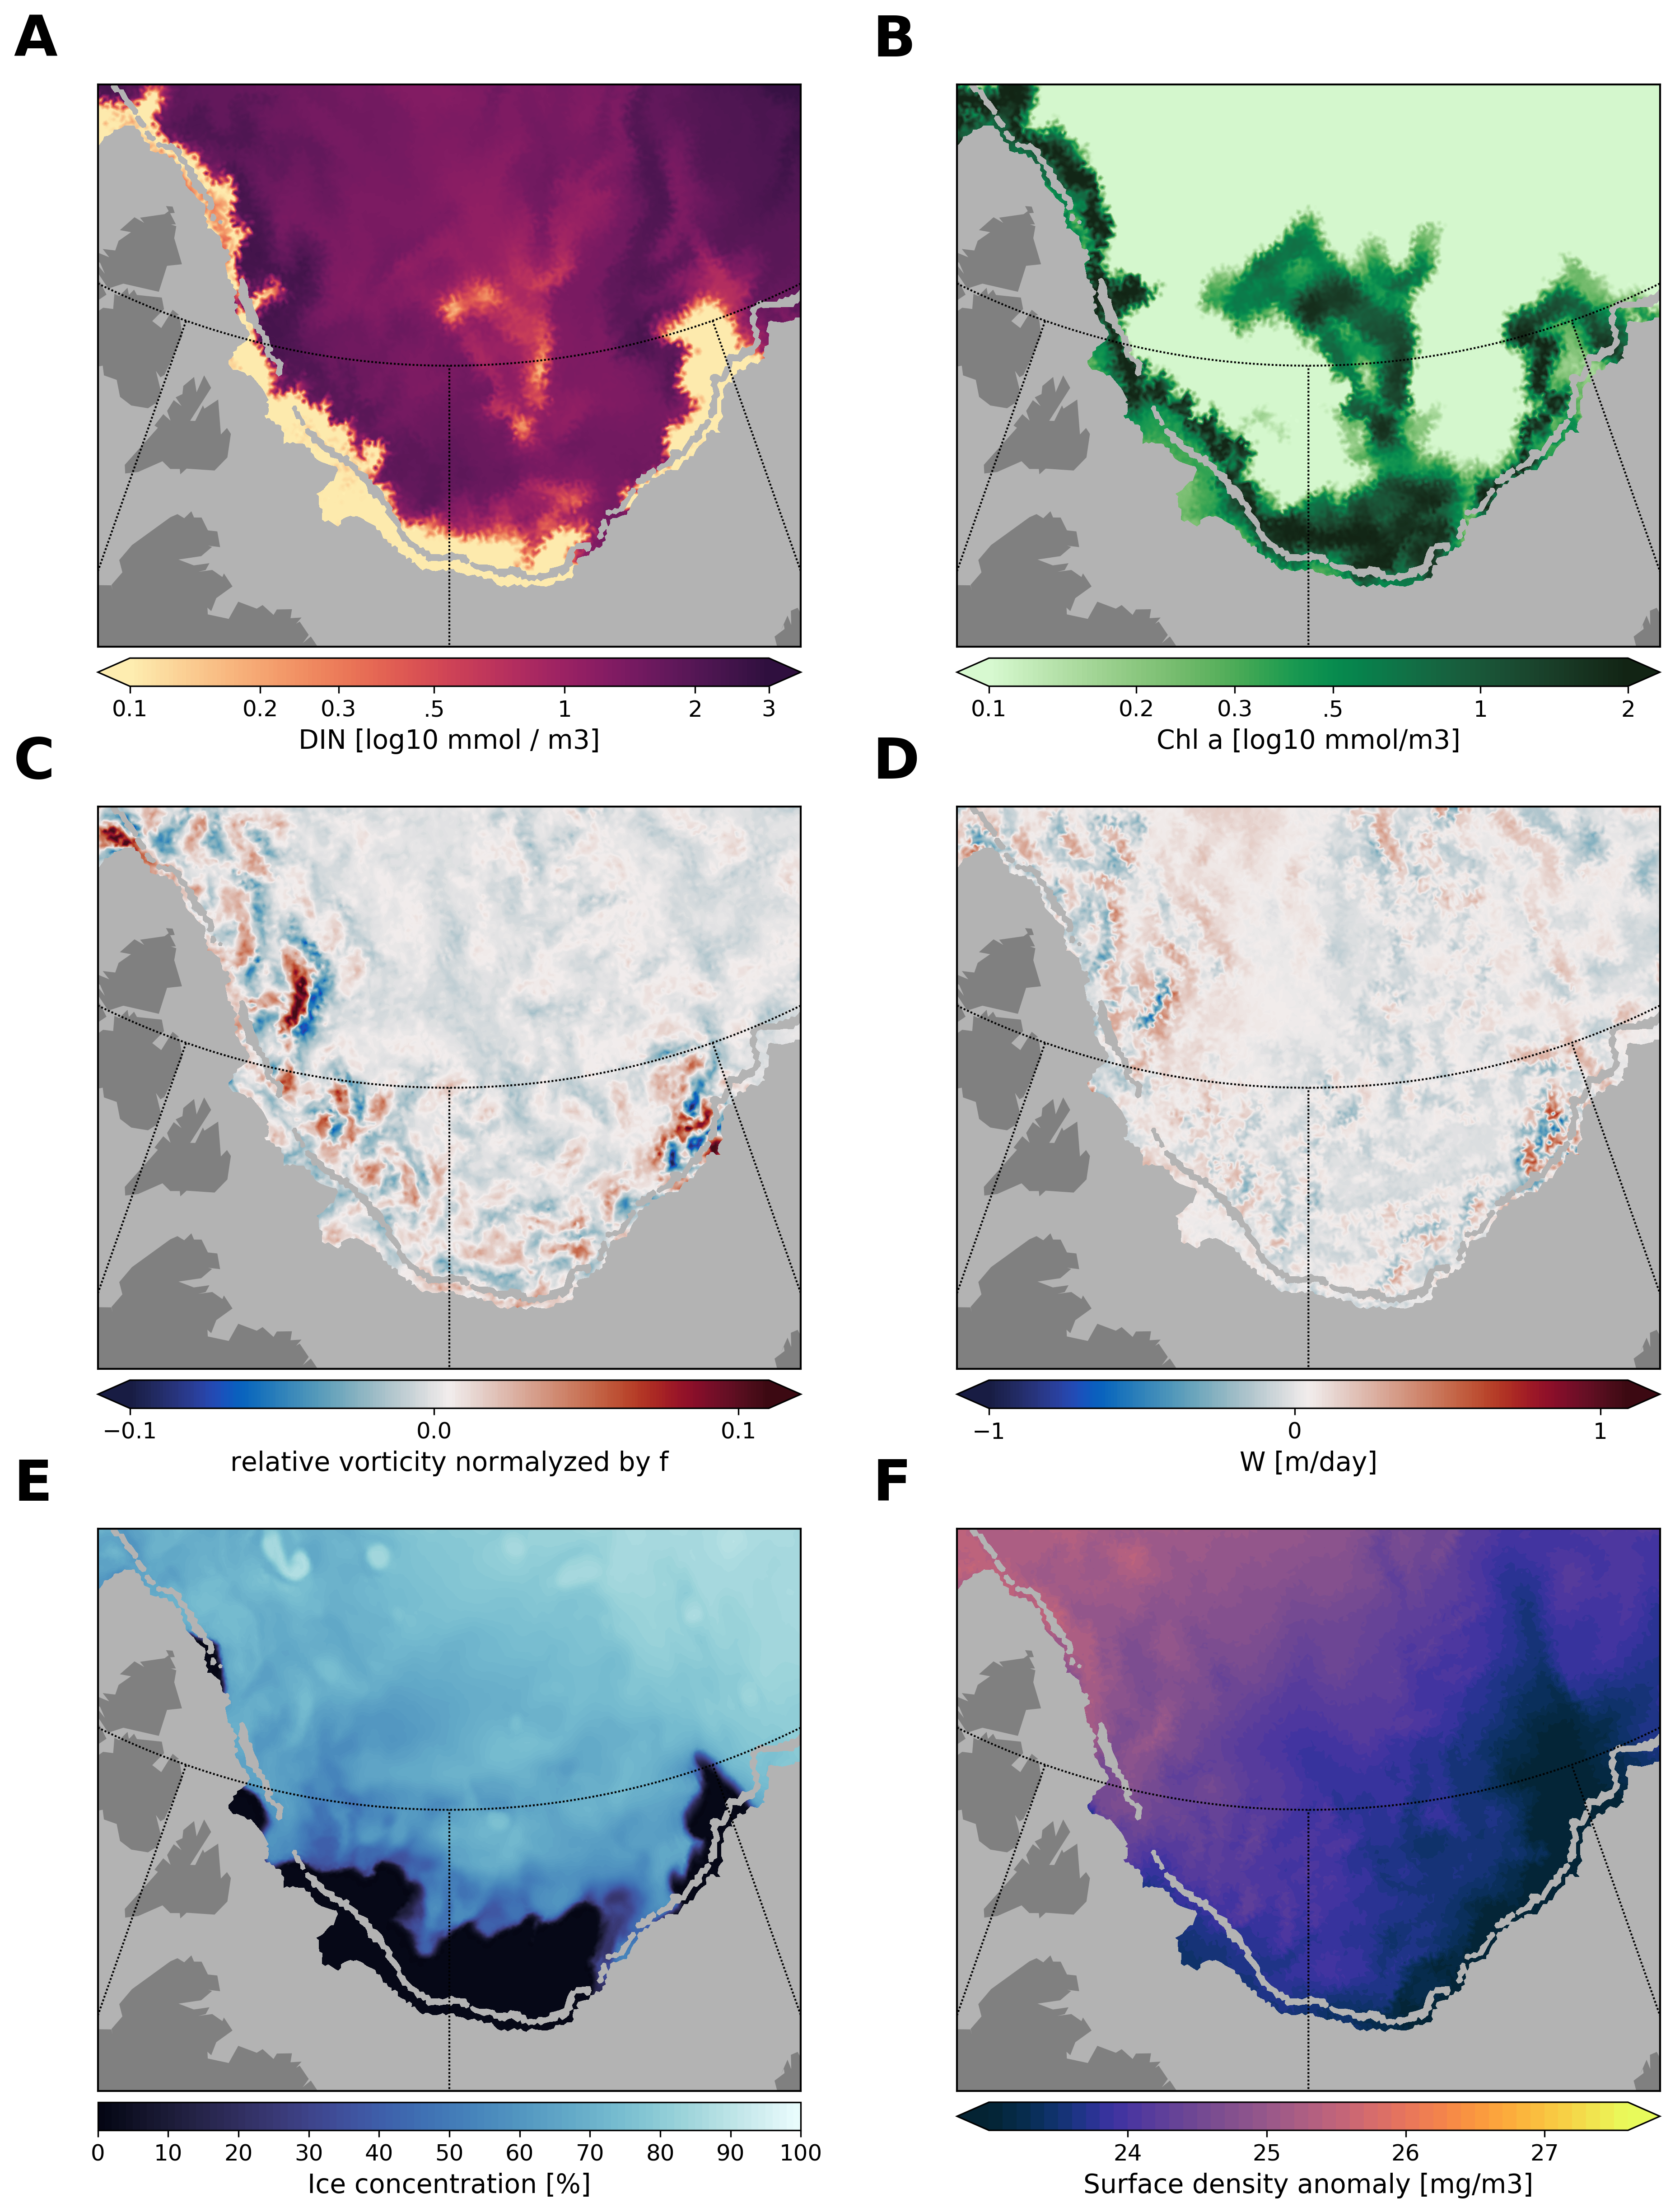 A
B
0.1 0.2 0.3 .5 1 2 3
DIN [log10 mmol / m3]
0.1 0.2 0.3 .5 1 2
Chl a [log10 mmol/m3]
C
D
−0.1 0.0 0.1
relative vorticity normalyzed by f
−1 0 1
W [m/day]
E
F
0 10 20 30 40 50 60 70 80 90 100
Ice concentration [%]
24 25 26 27
Surface density anomaly [mg/m3]